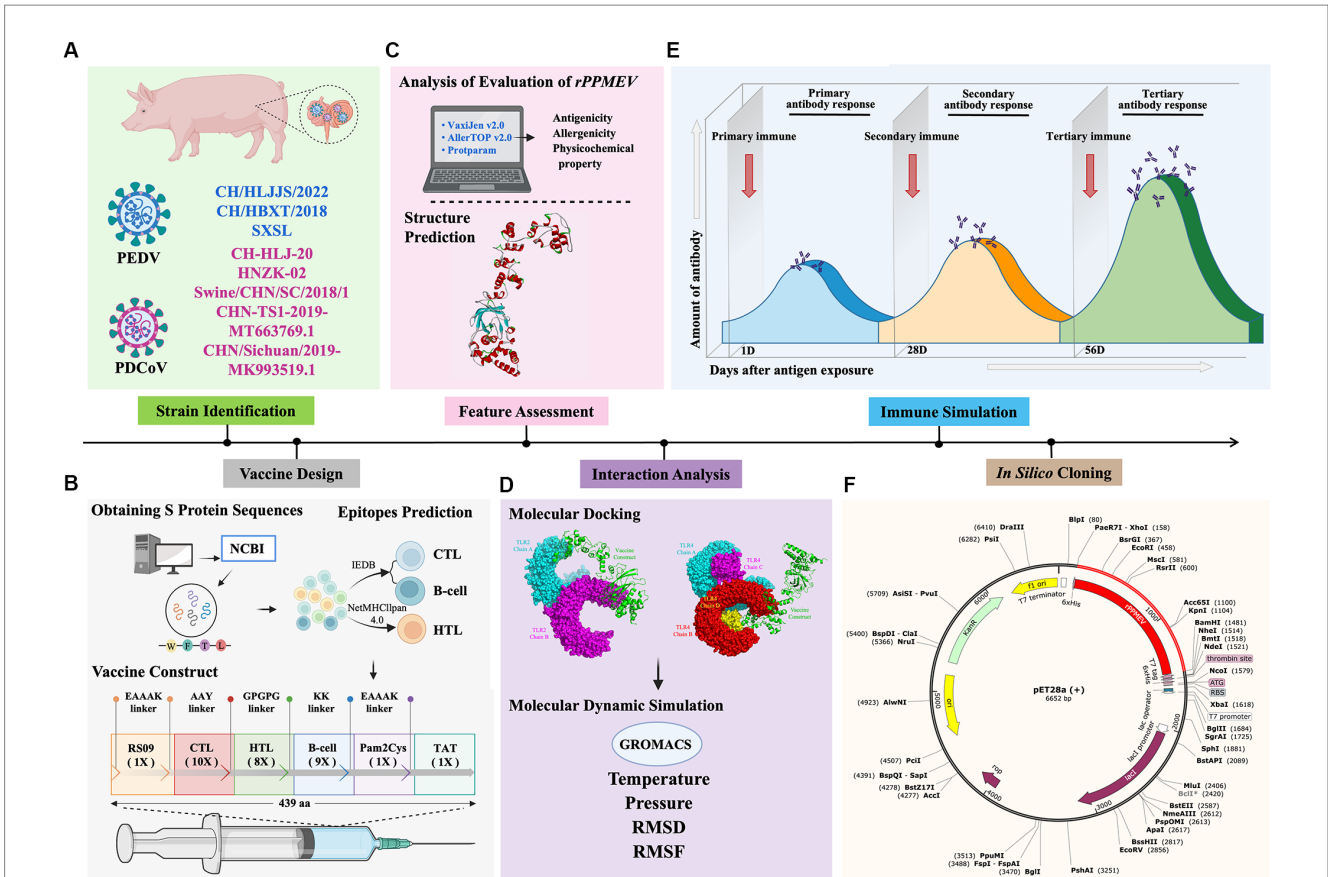 A
PEDV
PDCoV
CH/HLJJS/2022
CH/HBXT/2018
SXSL
CH-HLJ-20
HNZK-02
Swine/CHN/SC/2018/1
CHN-TS1-2019-
MT663769.1
CHN/Sichuan/2019-
MK993519.1
C
Analysis of Evaluation of rPPMEV
• VaxiJen v2.0
• AllerTOP v2.0
• Protparam
Antigenicity
Allergenicity
Physicochemical
property
Structure
Prediction
E
Primary
antibody response
Secondary
antibody response
Tertiary
antibody response
Primary immune
Secondary immune
Tertiary immune
Amount of antibody
1D
28D
56D
Days after antigen exposure
Strain Identification
Feature Assessment
Immune Simulation
Vaccine Design
Interaction Analysis
In Silico Cloning
B
Obtaining S Protein Sequences
Epitopes Prediction
NCBI
W F T L
IEDB
NetMHCIIpan
4.0
CTL
B-cell
HTL
Vaccine Construct
EAAAK
linker
AAY
linker
GPGPG
linker
KK
linker
EAAAK
linker
RS09
( 1X )
CTL
(10X)
HTL
( 8X )
B-cell
( 9X )
Pam2Cys
( 1X )
TAT
( 1X )
439 aa
D
Molecular Docking
TLR2
Chain A
Vaccine
Construct
TLR2
Chain B
TLR4
Chain A
TLR4
Chain C
TLR4
Chain D
Vaccine
Construct
Molecular Dynamic Simulation
GROMACS
Temperature
Pressure
RMSD
RMSF
F
BlpI (80)
PaeR7I - XhoI (158)
BsrGI (367)
EcoRI (458)
MscI (581)
RsrII (600)
Acc65I (1100)
KpnI (1104)
BamHI (1481)
NheI (1514)
BmtI (1518)
NdeI (1521)
thrombin site
NcoI (1579)
ATG
RBS
XbaI (1618)
T7 promoter
BglII (1684)
SgrAI (1725)
SphI (1881)
BstAPI (2089)
MluI (2406)
BclI* (2420)
BstEII (2587)
NmeAIII (2612)
PspOMI (2613)
ApaI (2617)
BssHII (2817)
EcoRV (2856)
PshAI (3251)
BglI
(3470)
(3488) FspI - FspAI
(3513) PpuMI
(4277) AccI
(4278) BstZ17I
(4391) BspQI - SapI
(4507) PciI
(4923) AlwNI
(5366) NruI
(5400) BspDI - ClaI
(5709) AsiSI - PvuI
(6282) PsiI
(6410) DraIII
f1 ori
T7 terminator
6xHis
rPPMEV
T7 tag
6xHis
lac operator
lacI promoter
lacI
rop
ori
KanR
1000
2000
3000
4000
5000
6000
pET28a (+)
6652 bp